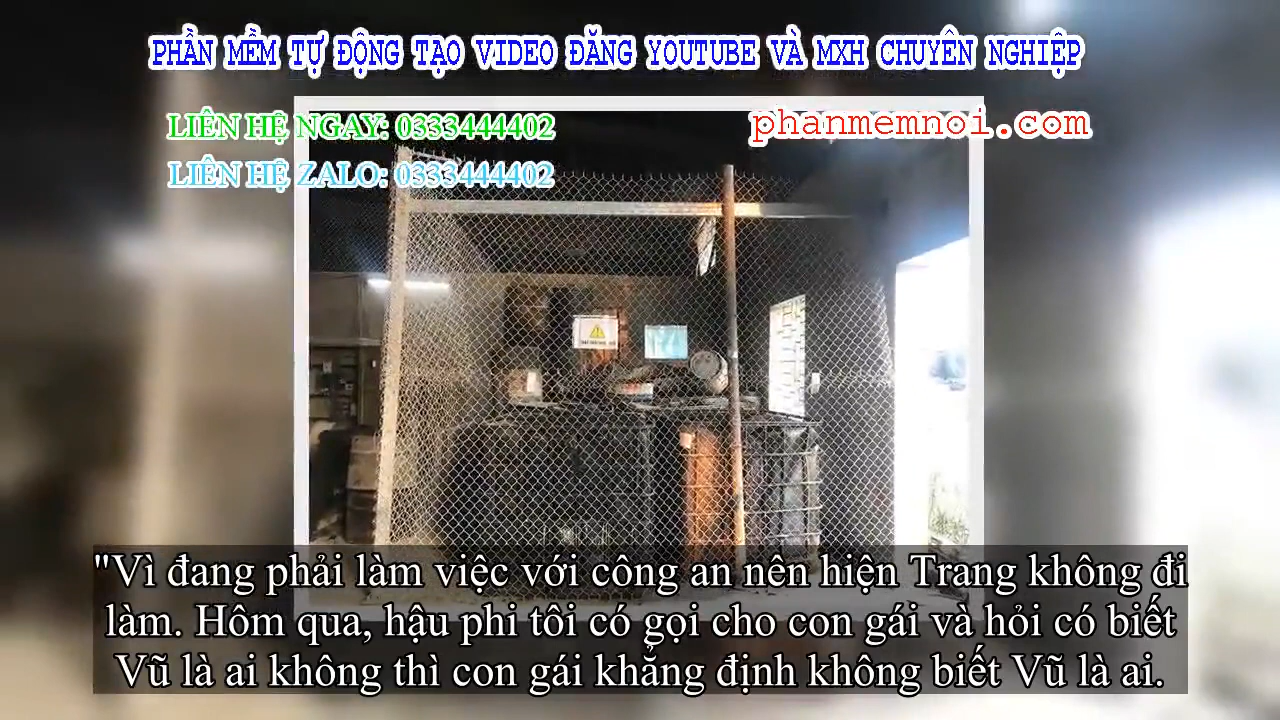 PHẦN MỀM TỰ ĐỘNG TẠO VIDEO ĐĂNG YOUTUBE VÀ MXH CHUYÊN NGHIỆP
LIÊN HỆ NGAY: 0333444402
phanmemnoi.com
LIÊN HỆ ZALO: 0333444402
"Vì đang phải làm việc với công an nên hiện Trang không đi
làm. Hôm qua, hậu phi tôi có gọi cho con gái và hỏi có biết
Vũ là ai không thì con gái khẳng định không biết Vũ là ai.